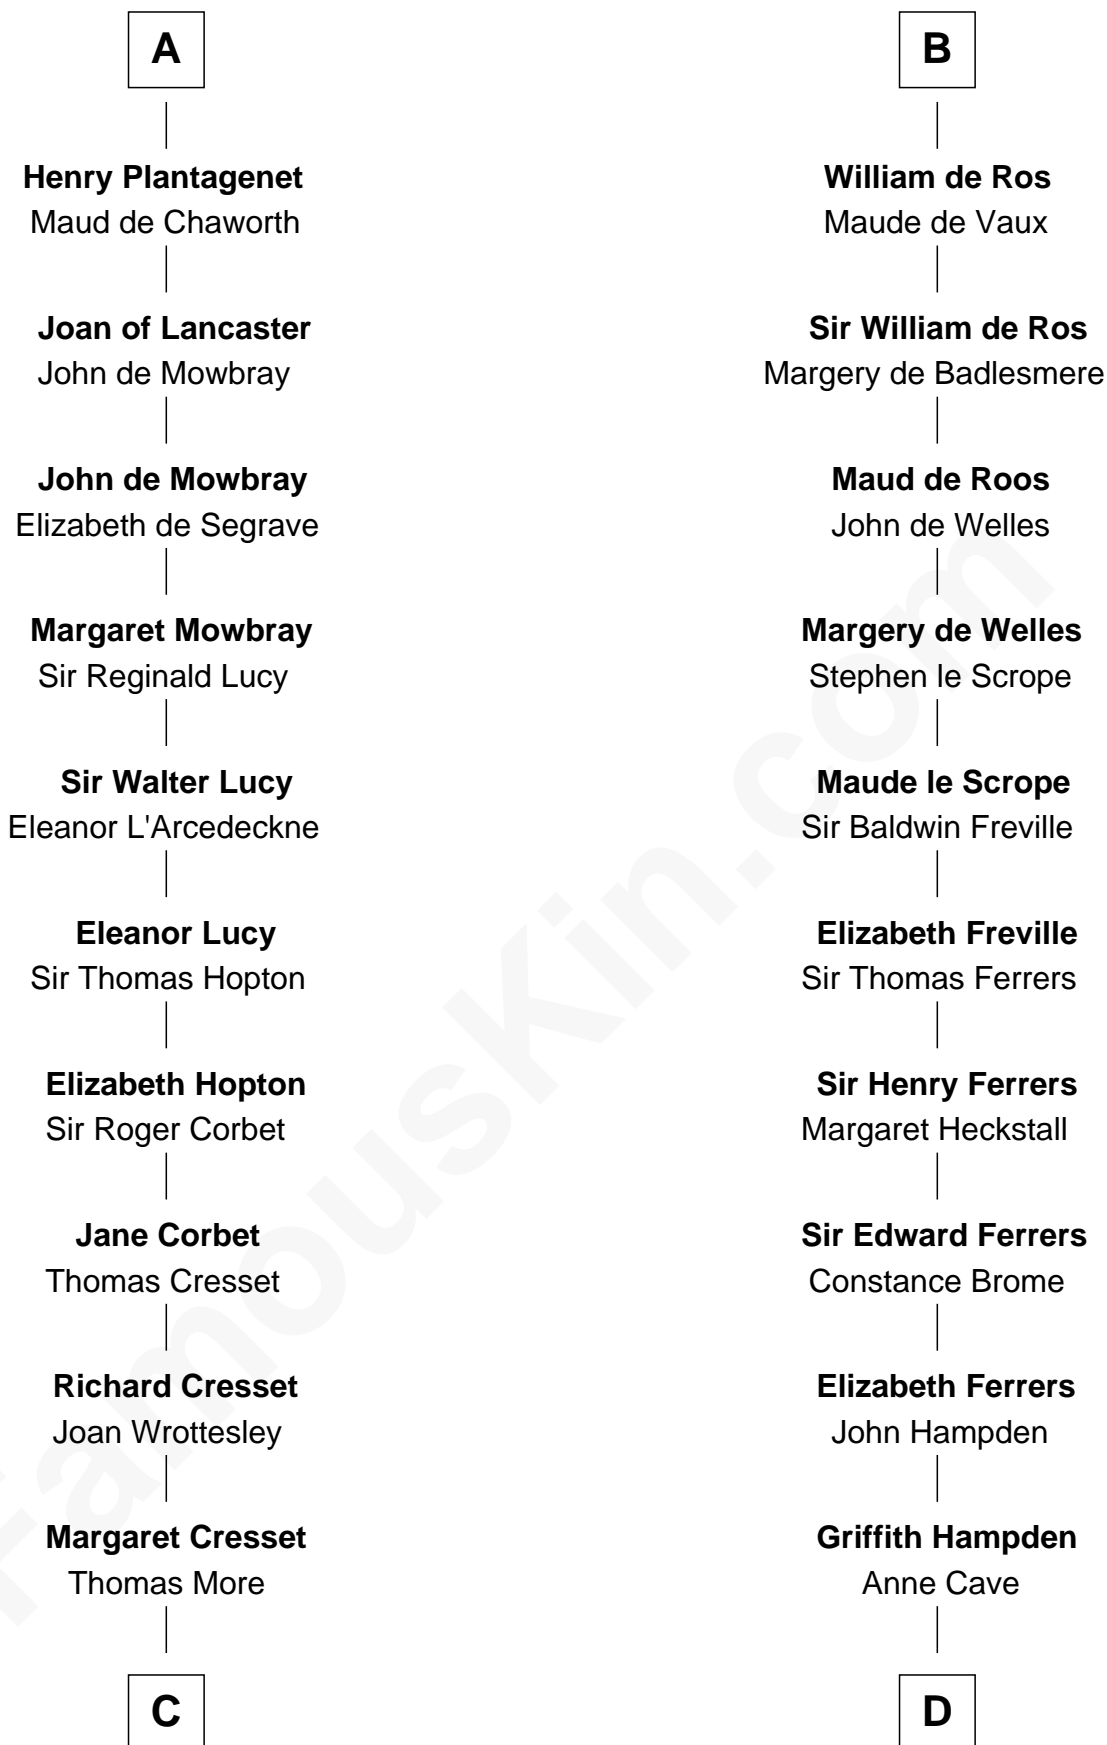 A
Henry Plantagenet
Maud de Chaworth
Joan of Lancaster
John de Mowbray
John de Mowbray
Elizabeth de Segrave
Margaret Mowbray
Sir Reginald Lucy
Sir Walter Lucy
Eleanor L'Arcedeckne
Eleanor Lucy
Sir Thomas Hopton
Elizabeth Hopton
Sir Roger Corbet
Jane Corbet
Thomas Cresset
Richard Cresset
Joan Wrottesley
Margaret Cresset
Thomas More
C
B
William de Ros
Maude de Vaux
Sir William de Ros
Margery de Badlesmere
Maud de Roos
John de Welles
Margery de Welles
Stephen le Scrope
Maude le Scrope
Sir Baldwin Freville
Elizabeth Freville
Sir Thomas Ferrers
Sir Henry Ferrers
Margaret Heckstall
Sir Edward Ferrers
Constance Brome
Elizabeth Ferrers
John Hampden
Griffith Hampden
Anne Cave
D
FamousKin.com